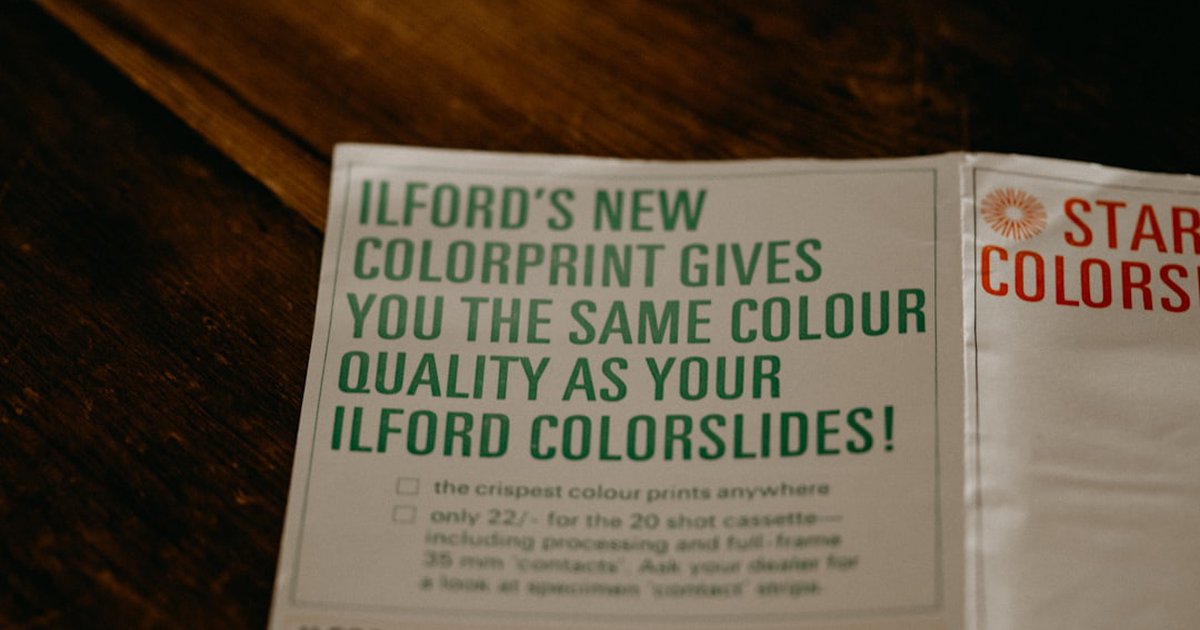 ILFORD'S NEW
COLORPRINT GIVES
YOU THE SAME COLOUR
QUALITY AS YOUR
ILFORD COLORSLIDES!
the crispest colour prints anywhere
only 22/- for the 20 shot cassette—
including processing and full-frame
35 mm 'contacts'. Ask your dealer for
a look at specimen 'contact' strips.
STAR
COLORS